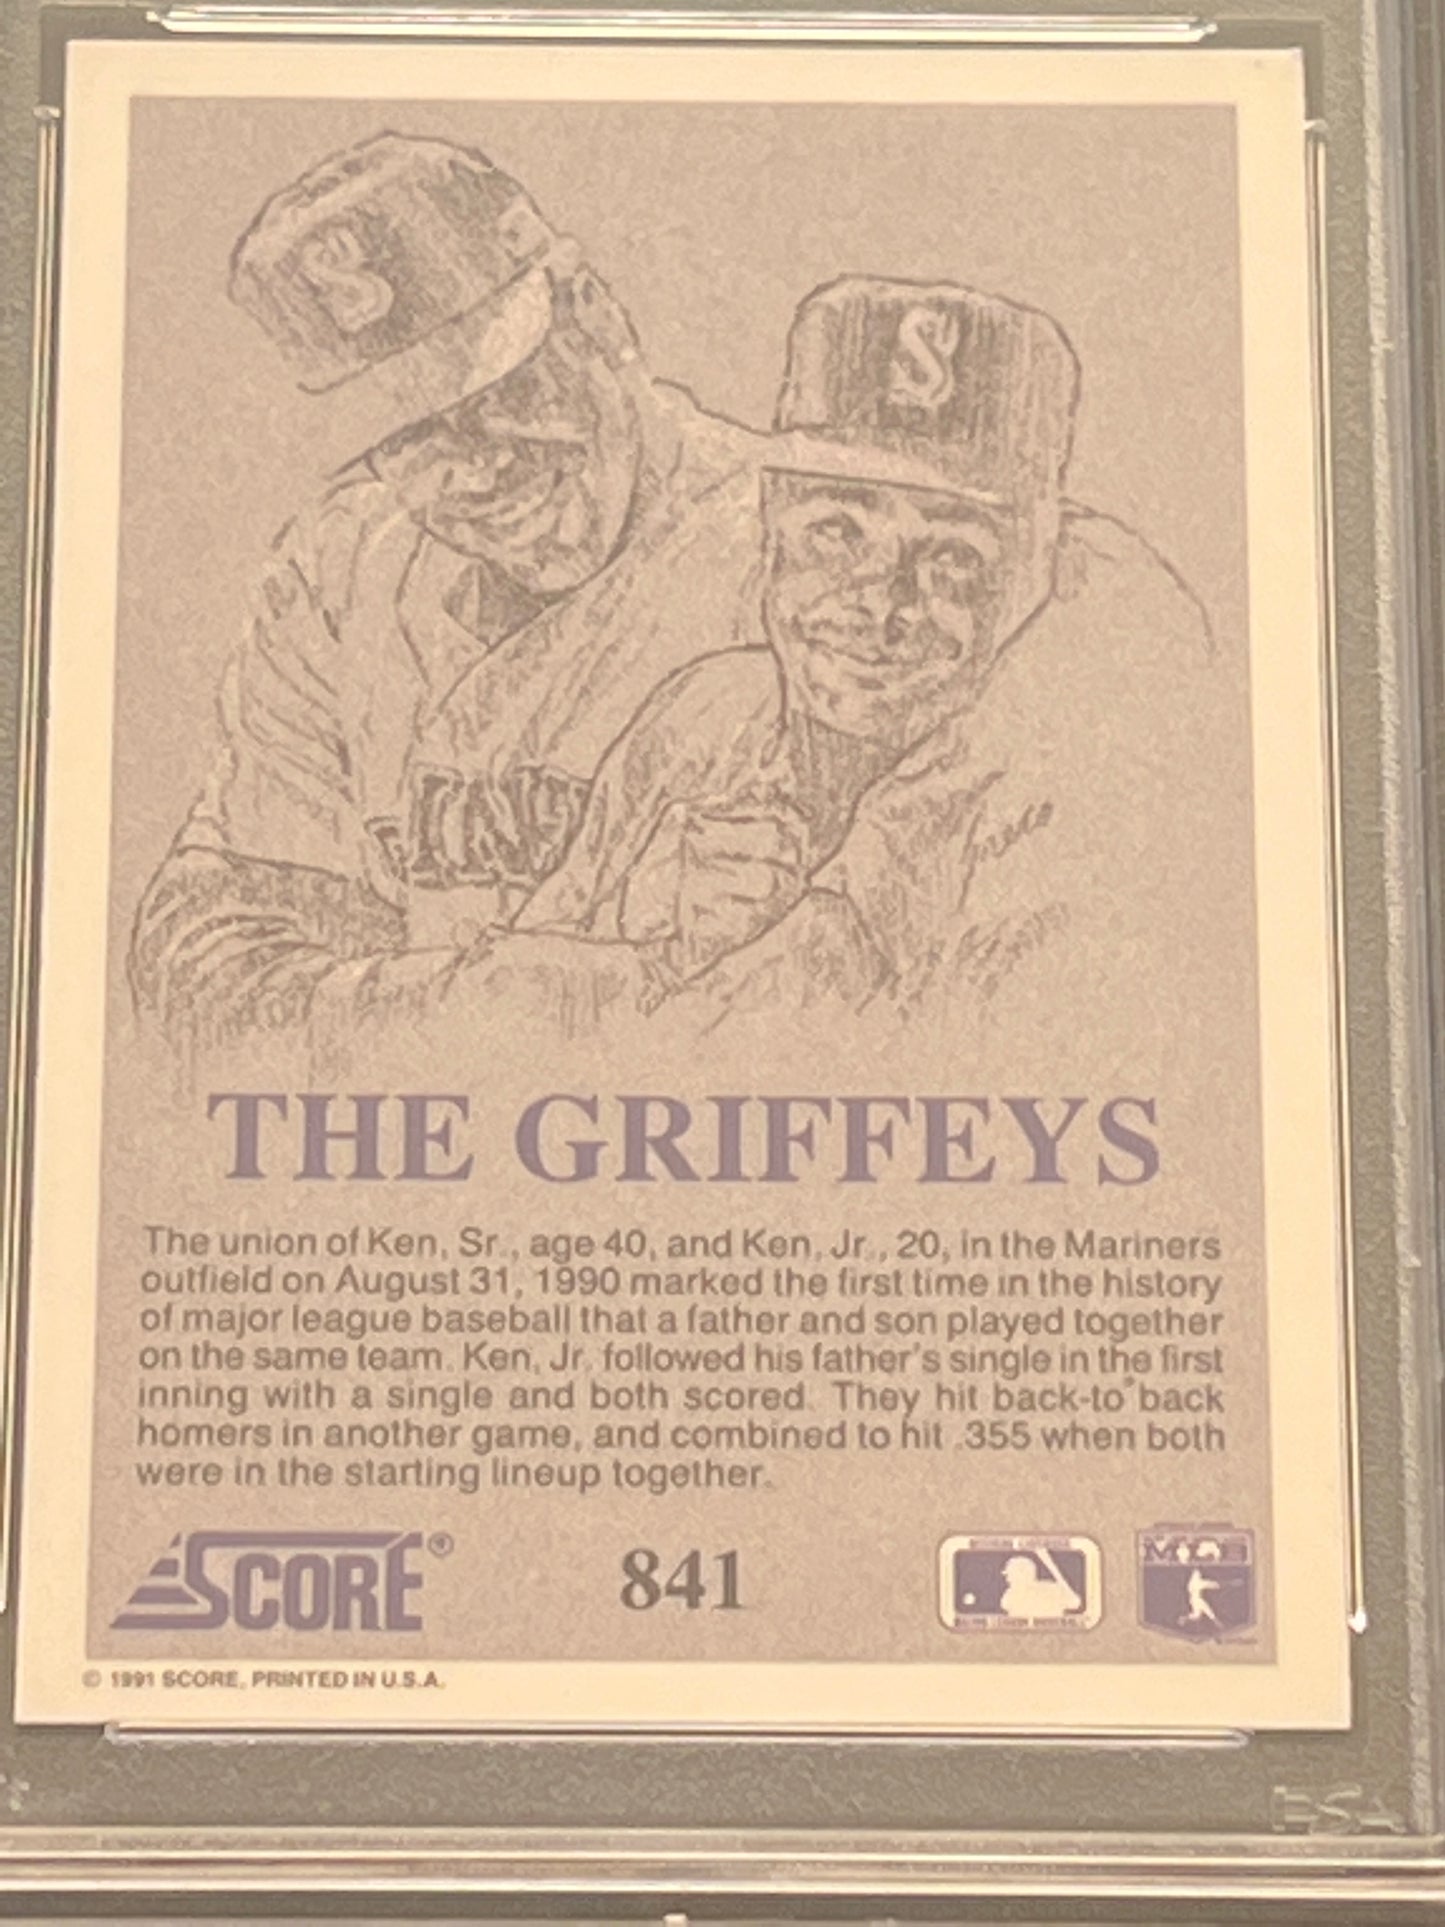 S
S
THE GRIFFEYS
The union of Ken, Sr., age 40, and Ken, Jr., 20, in the Mariners
outfield on August 31, 1990 marked the first time in the history
of major league baseball that a father and son played together
on the same team. Ken, Jr. followed his father's single in the first
inning with a single and both scored. They hit back-to-back
homers in another game, and combined to hit .355 when both
were in the starting lineup together.
SCORE®
841
© 1991 SCORE, PRINTED IN U.S.A.